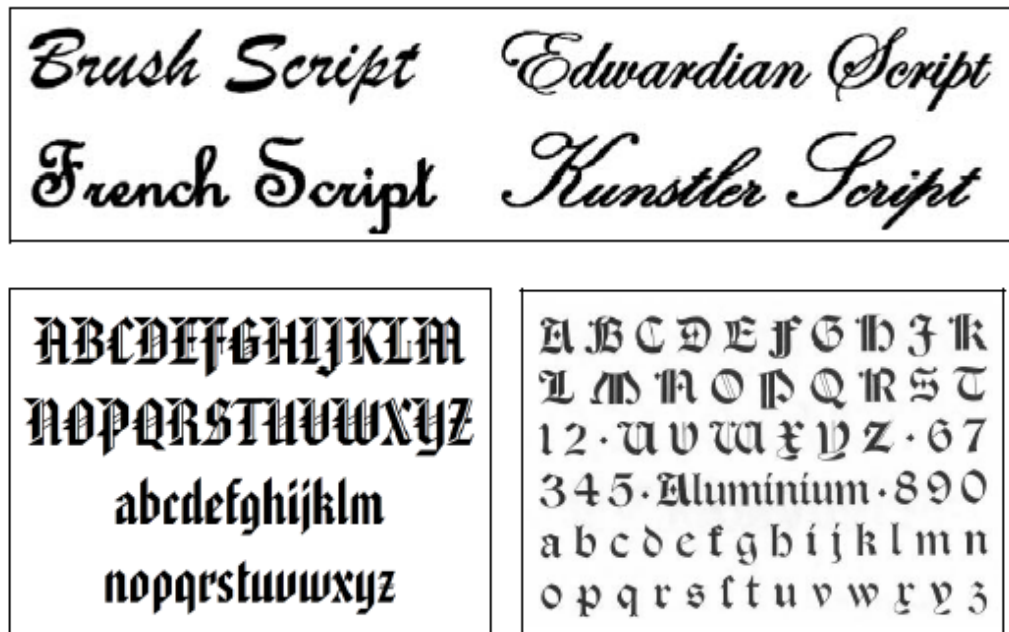 Brush Script Edwardian Script
French Script Kunstler Script
ABCDEFGHIJKLM
NOPQRSTUVWXYZ
abcdefghijklm
nopqrstuvwxyz
A B C D E F G H J K
L M N O P Q R S T
1 2 · U V W X Y Z · 6 7
3 4 5 · Aluminium · 8 9 0
a b c d e f g h i j k l m n
o p q r s ſ t u v w x y z